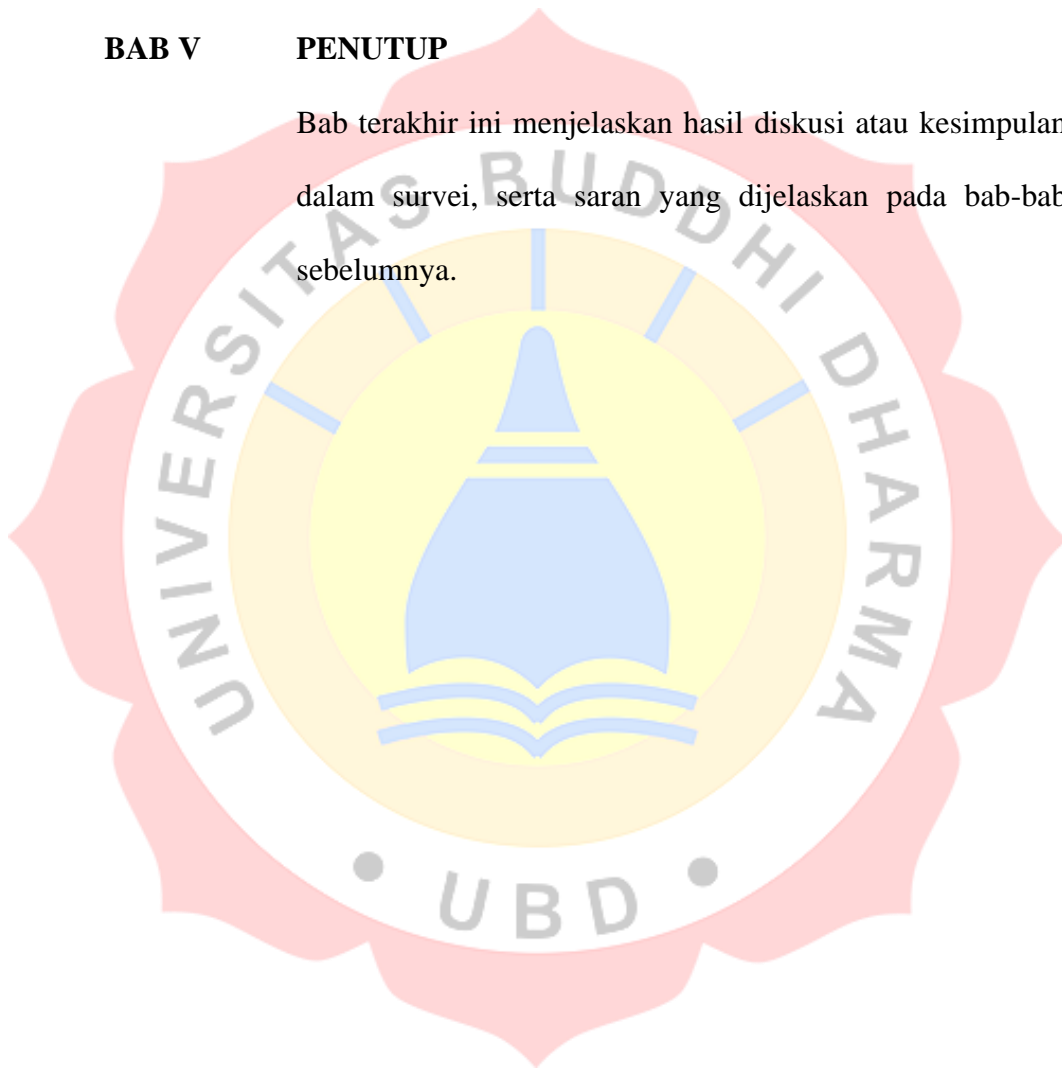 BAB V PENUTUP
Bab terakhir ini menjelaskan hasil diskusi atau kesimpulan
dalam survei, serta saran yang dijelaskan pada bab-bab
sebelumnya.
UNIVERSITAS BUDDHI DHARMA
• UBD •